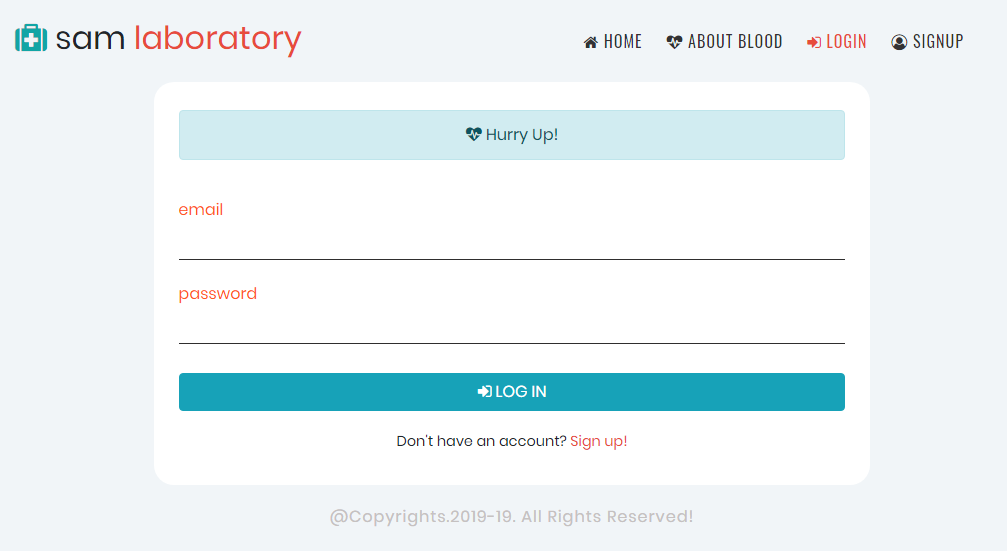 sam laboratory
HOME ABOUT BLOOD LOGIN SIGNUP
Hurry Up!
email
password
LOG IN
Don't have an account? Sign up!
@Copyrights.2019-19. All Rights Reserved!